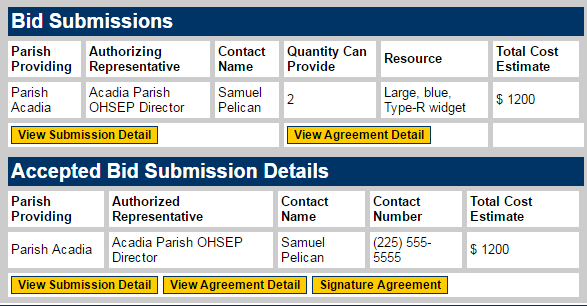 Bid Submissions
Parish Providing Authorizing Representative Contact Name Quantity Can Provide Resource Total Cost Estimate
Parish Acadia Acadia Parish OHSEP Director Samuel Pelican 2 Large, blue, Type-R widget $ 1200
View Submission Detail View Agreement Detail
Accepted Bid Submission Details
Parish Providing Authorized Representative Contact Name Contact Number Total Cost Estimate
Parish Acadia Acadia Parish OHSEP Director Samuel Pelican (225) 555-5555 $ 1200
View Submission Detail View Agreement Detail Signature Agreement